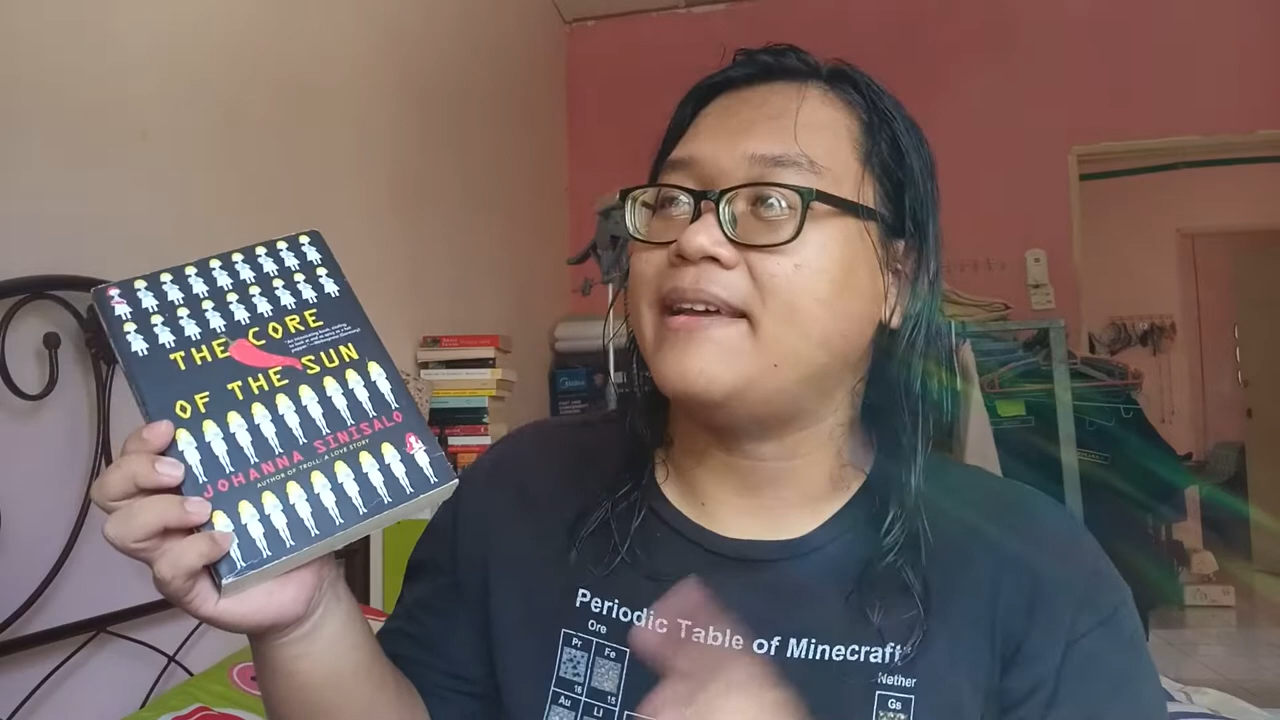 THE CORE
OF THE SUN
JOHANNA SINISALO
AUTHOR OF TROLL: A LOVE STORY
Periodic Table of Minecraft
Ore
Nether
Pr
Fe
16
15
Au
Li
Gs